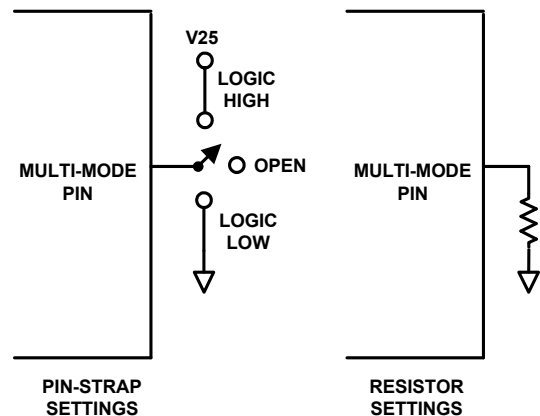 V25
LOGIC
HIGH
MULTI-MODE
PIN
OPEN
LOGIC
LOW
PIN-STRAP
SETTINGS
MULTI-MODE
PIN
RESISTOR
SETTINGS